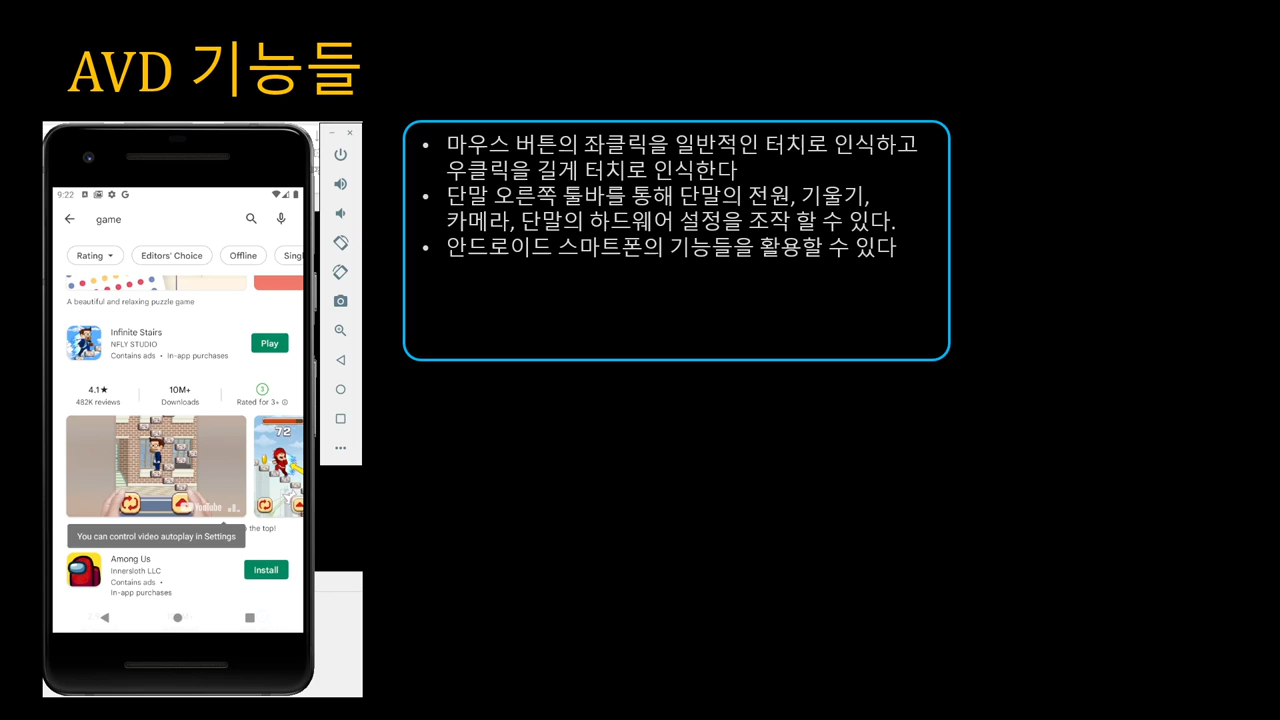 AVD 기능들
• 마우스 버튼의 좌클릭을 일반적인 터치로 인식하고
우클릭을 길게 터치로 인식한다
• 단말 오른쪽 툴바를 통해 단말의 전원, 기울기,
카메라, 단말의 하드웨어 설정을 조작 할 수 있다.
• 안드로이드 스마트폰의 기능들을 활용할 수 있다
9:22
game
Rating
Editors' Choice
Offline
Singl
A beautiful and relaxing puzzle game
Infinite Stairs
NFLY STUDIO
Contains ads • In-app purchases
Play
4.1★
482K reviews
10M+
Downloads
3
Rated for 3+
72
YouTube
the top!
You can control video autoplay in Settings
Among Us
Innersloth LLC
Contains ads •
In-app purchases
Install